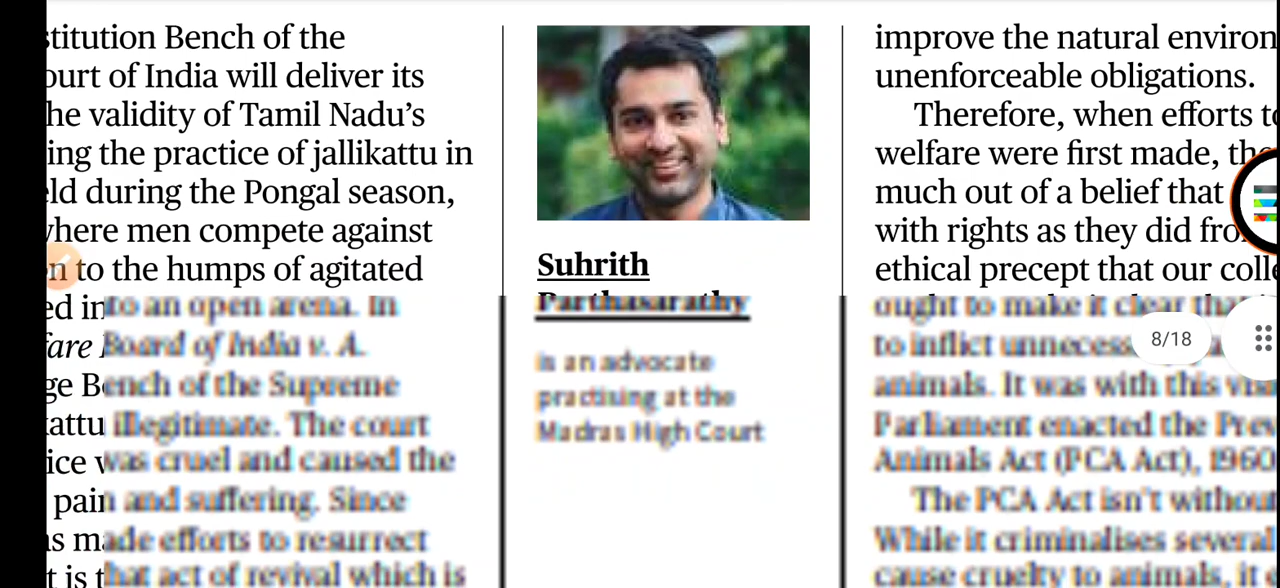 stitution Bench of the
ourt of India will deliver its
he validity of Tamil Nadu's
ing the practice of jallikattu in
eld during the Pongal season,
where men compete against
n to the humps of agitated
ed into an open arena. In
fare Board of India v. A.
ge Bench of the Supreme
kattu illegitimate. The court
ice was cruel and caused the
pain and suffering. Since
as made efforts to resurrect
t is that act of revival which is
Suhrith
Parthasarathy
is an advocate
practising at the
Madras High Court
improve the natural environ
unenforceable obligations.
Therefore, when efforts to
welfare were first made, the
much out of a belief that
with rights as they did fro
ethical precept that our colle
ought to make it clear that
to inflict unnecess
animals. It was with this visi
Parliament enacted the Prev
Animals Act (PCA Act), 1960
The PCA Act isn't without
While it criminalises several
cause cruelty to animals, it
8/18